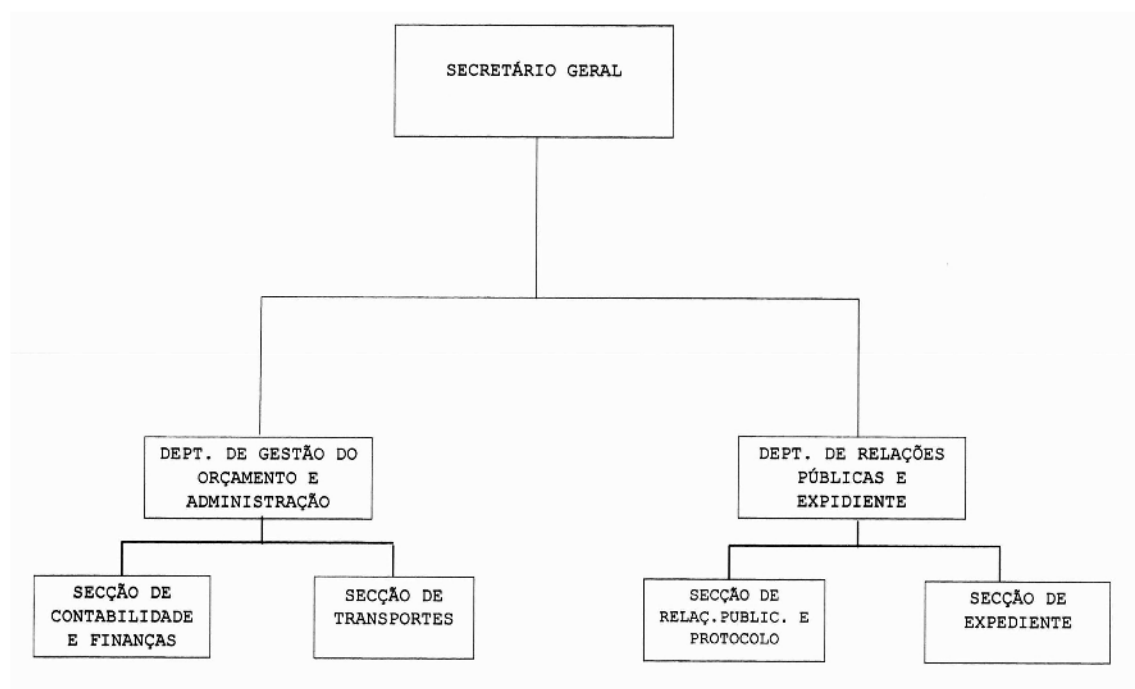 SECRETÁRIO GERAL
DEPT. DE GESTÃO DO
ORÇAMENTO E
ADMINISTRAÇÃO
DEPT. DE RELAÇÕES
PÚBLICAS E
EXPIDIENTE
SECÇÃO DE
CONTABILIDADE
E FINANÇAS
SECÇÃO DE
TRANSPORTES
SECÇÃO DE
RELAÇ.PUBLIC. E
PROTOCOLO
SECÇÃO DE
EXPEDIENTE